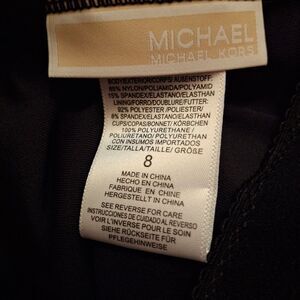 MICHAEL
MICHAEL KORS
BODY/EXTERIOR/CORPS/AUßENSTOFF:
85% NYLON/POLIAMIDA/POLYAMID
15% SPANDEX/ELASTANO/ELASTHAN
LINING/FORRO/DOUBLURE/FUTTER:
92% POLYESTER /POLIESTER/
8% SPANDEX/ELASTANO/ELASTHAN
CUPS/COPAS/BONNET/ KÖRBCHEN
100% POLYURETHANE /
POLIURETANO/ POLYURETHAN
CON INSUMOS IMPORTADOS
SIZE/TALLA/TAILLE/ GRÖßE
8
MADE IN CHINA
HECHO EN CHINA
FABRIQUE EN CHINE
HERGESTELLT IN CHINA
SEE REVERSE FOR CARE
INSTRUCCIONES DE CUIDADO AL REVERSO
VOIR L'INVERSE POUR LE SOIN
SIEHE RÜCKSEITE FÜR
PFLEGEHINWEISE